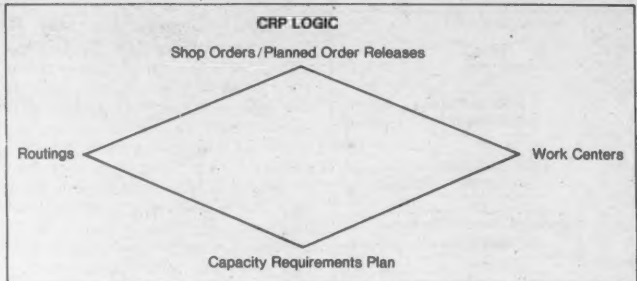 CRP LOGIC
Shop Orders/Planned Order Releases
Routings
Work Centers
Capacity Requirements Plan